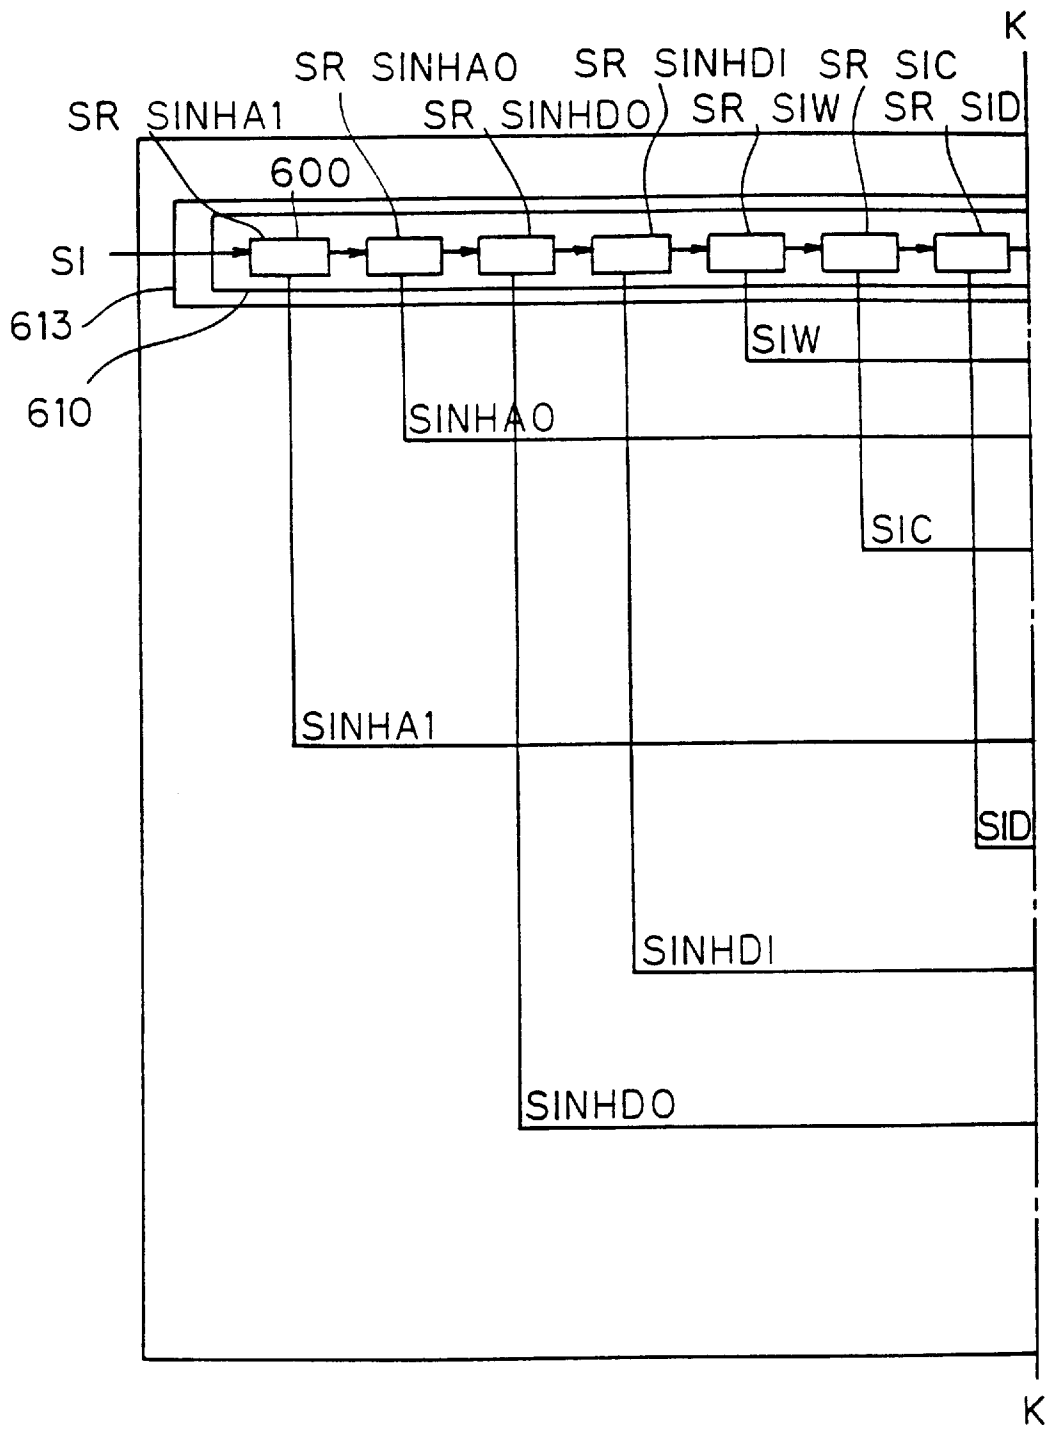 K
SR SINHA0
SR SINHDI
SR SIC
SR SINHA1
SR SINHD0
SR SIW
SR SID
600
SI
613
SIW
610
SINHA0
SIC
SINHA1
SID
SINHDI
SINHD0
K